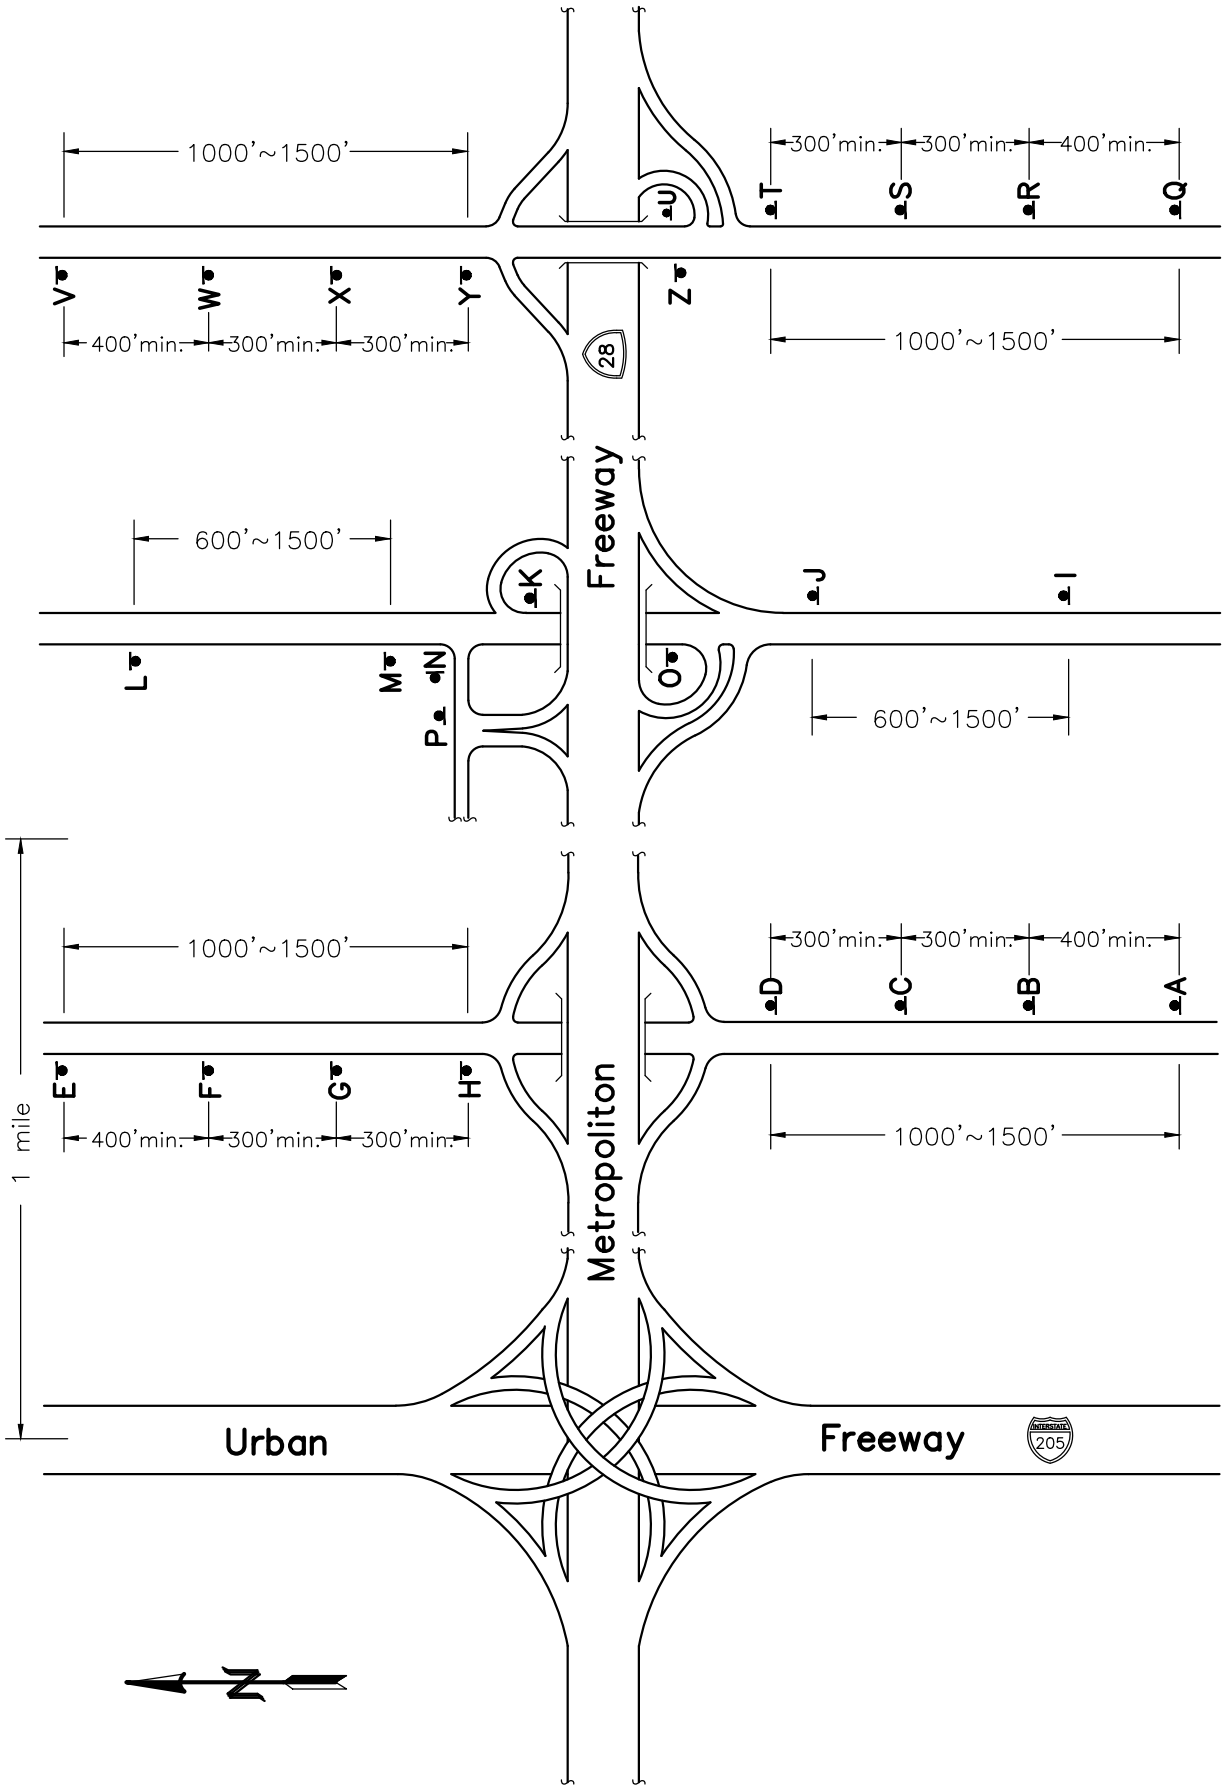 1000'~1500'
300'min.
300'min.
400'min.
T
S
R
Q
U
V
W
X
Y
Z
400'min.
300'min.
300'min.
28
1000'~1500'
Freeway
600'~1500'
K
J
I
L
M
N
O
P
600'~1500'
1000'~1500'
300'min.
300'min.
400'min.
D
C
B
A
E
F
G
H
400'min.
300'min.
300'min.
1000'~1500'
1 mile
Metropoliton
Urban
Freeway
INTERSTATE
205
N